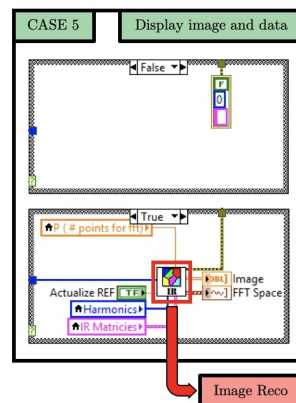 CASE 5
Display image and data
False
F
0
True
P ( # points for fft)
DBL
Image
Actualize REF
TF
IR
FFT Space
Harmonics
IR Matricies
Image Reco